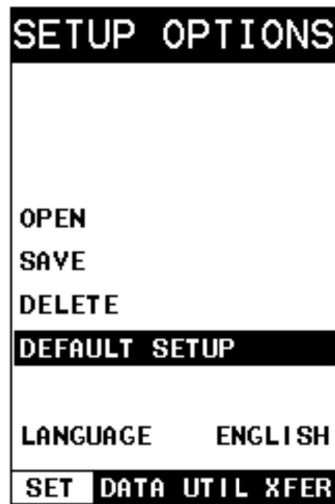 SETUP OPTIONS
OPEN
SAVE
DELETE
DEFAULT SETUP
LANGUAGE ENGLISH
SET DATA UTIL XFER